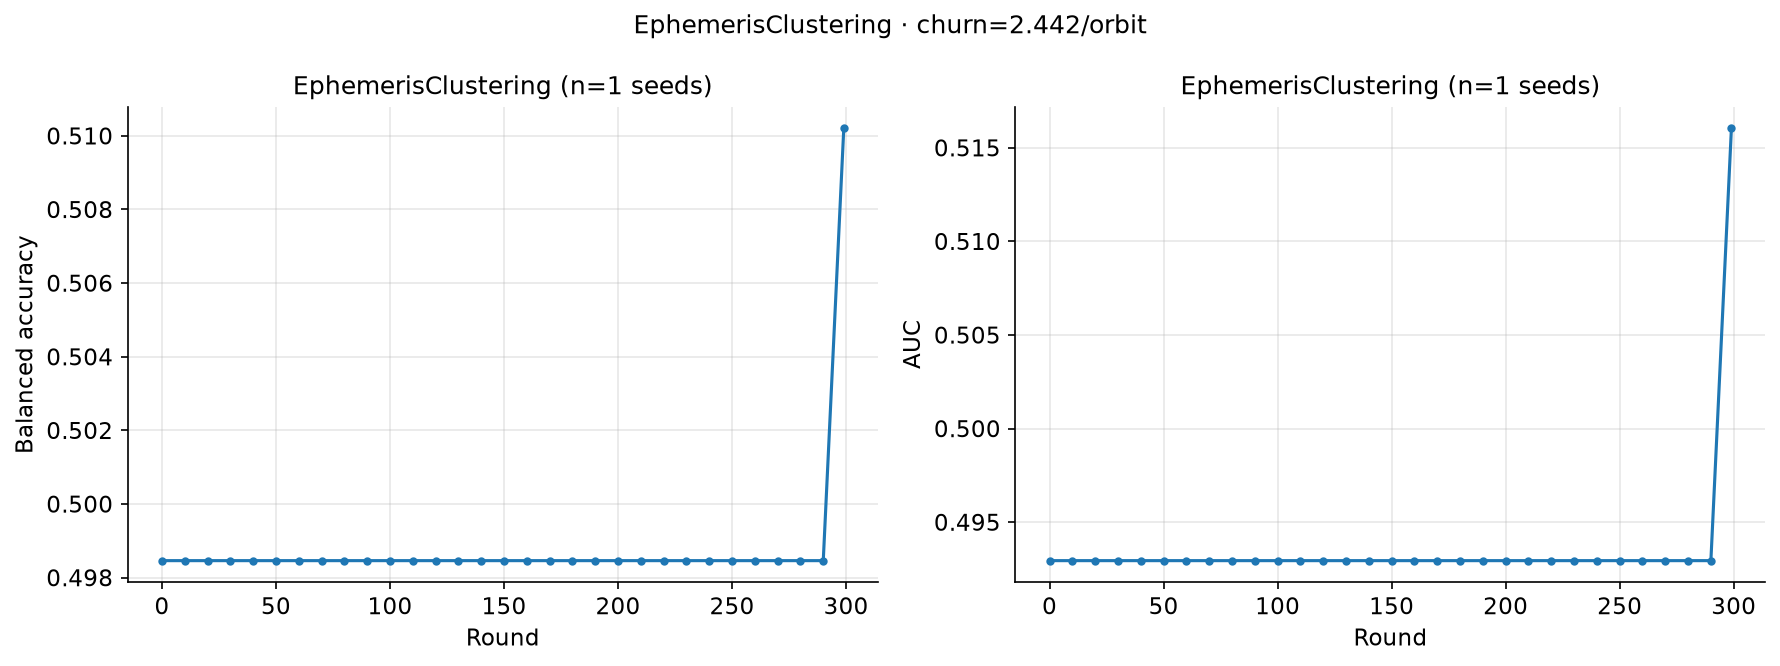 EphemerisClustering · churn=2.442/orbit
EphemerisClustering (n=1 seeds)
Balanced accuracy
0.510
0.508
0.506
0.504
0.502
0.500
0.498
0 50 100 150 200 250 300
Round
EphemerisClustering (n=1 seeds)
AUC
0.515
0.510
0.505
0.500
0.495
0 50 100 150 200 250 300
Round